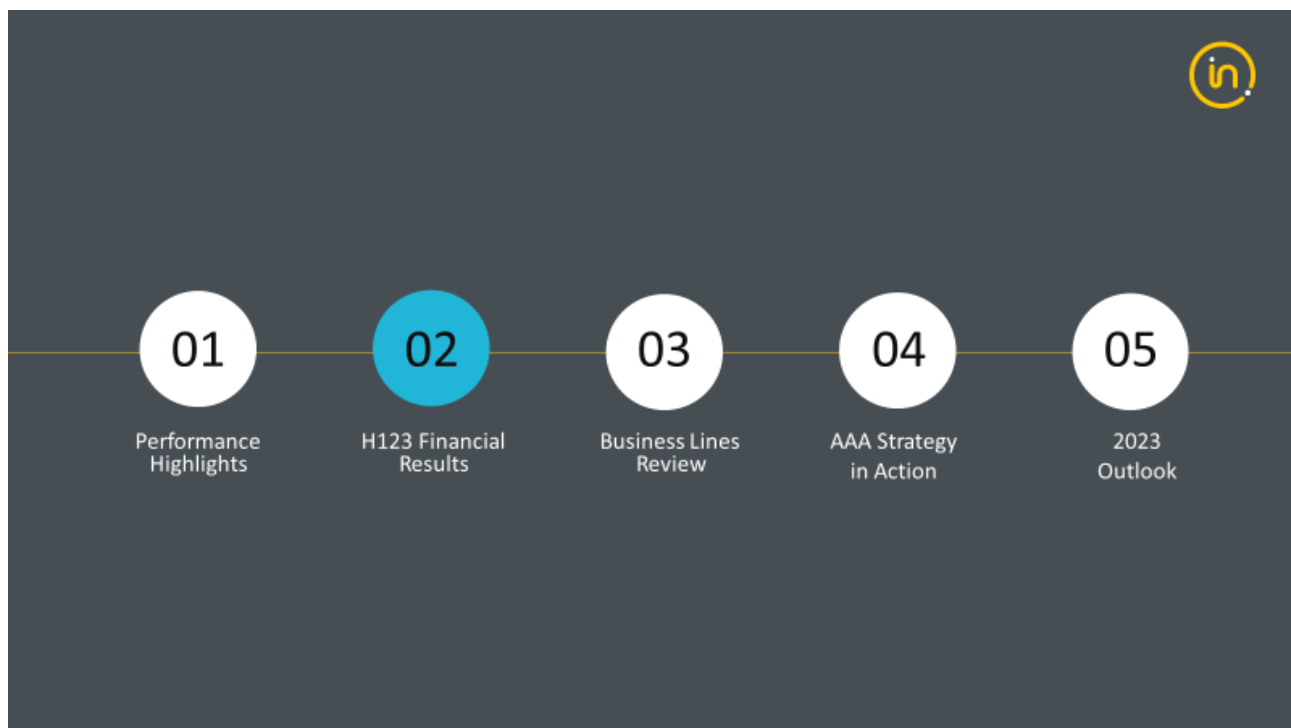 in
01
Performance
Highlights
02
H123 Financial
Results
03
Business Lines
Review
04
AAA Strategy
in Action
05
2023
Outlook